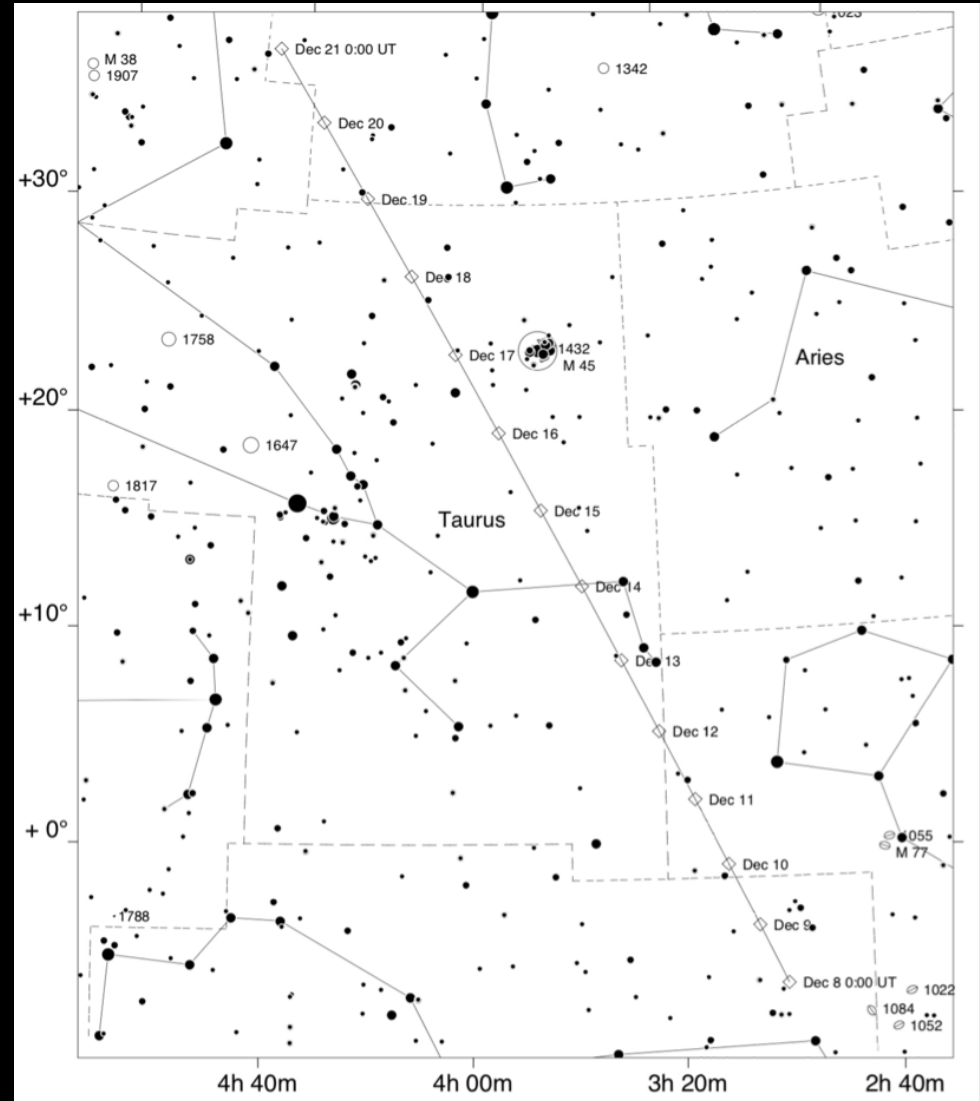 1023
Dec 21 0:00 UT
M 38
1907
1342
Dec 20
+30°
Dec 19
Dec 18
1758
1432
Dec 17
M 45
Aries
+20°
Dec 16
1647
1817
Dec 15
Taurus
Dec 14
+10°
Dec 13
Dec 12
Dec 11
+ 0°
1055
M 77
Dec 10
1788
Dec 9
Dec 8 0:00 UT
1022
1084
1052
4h 40m
4h 00m
3h 20m
2h 40m